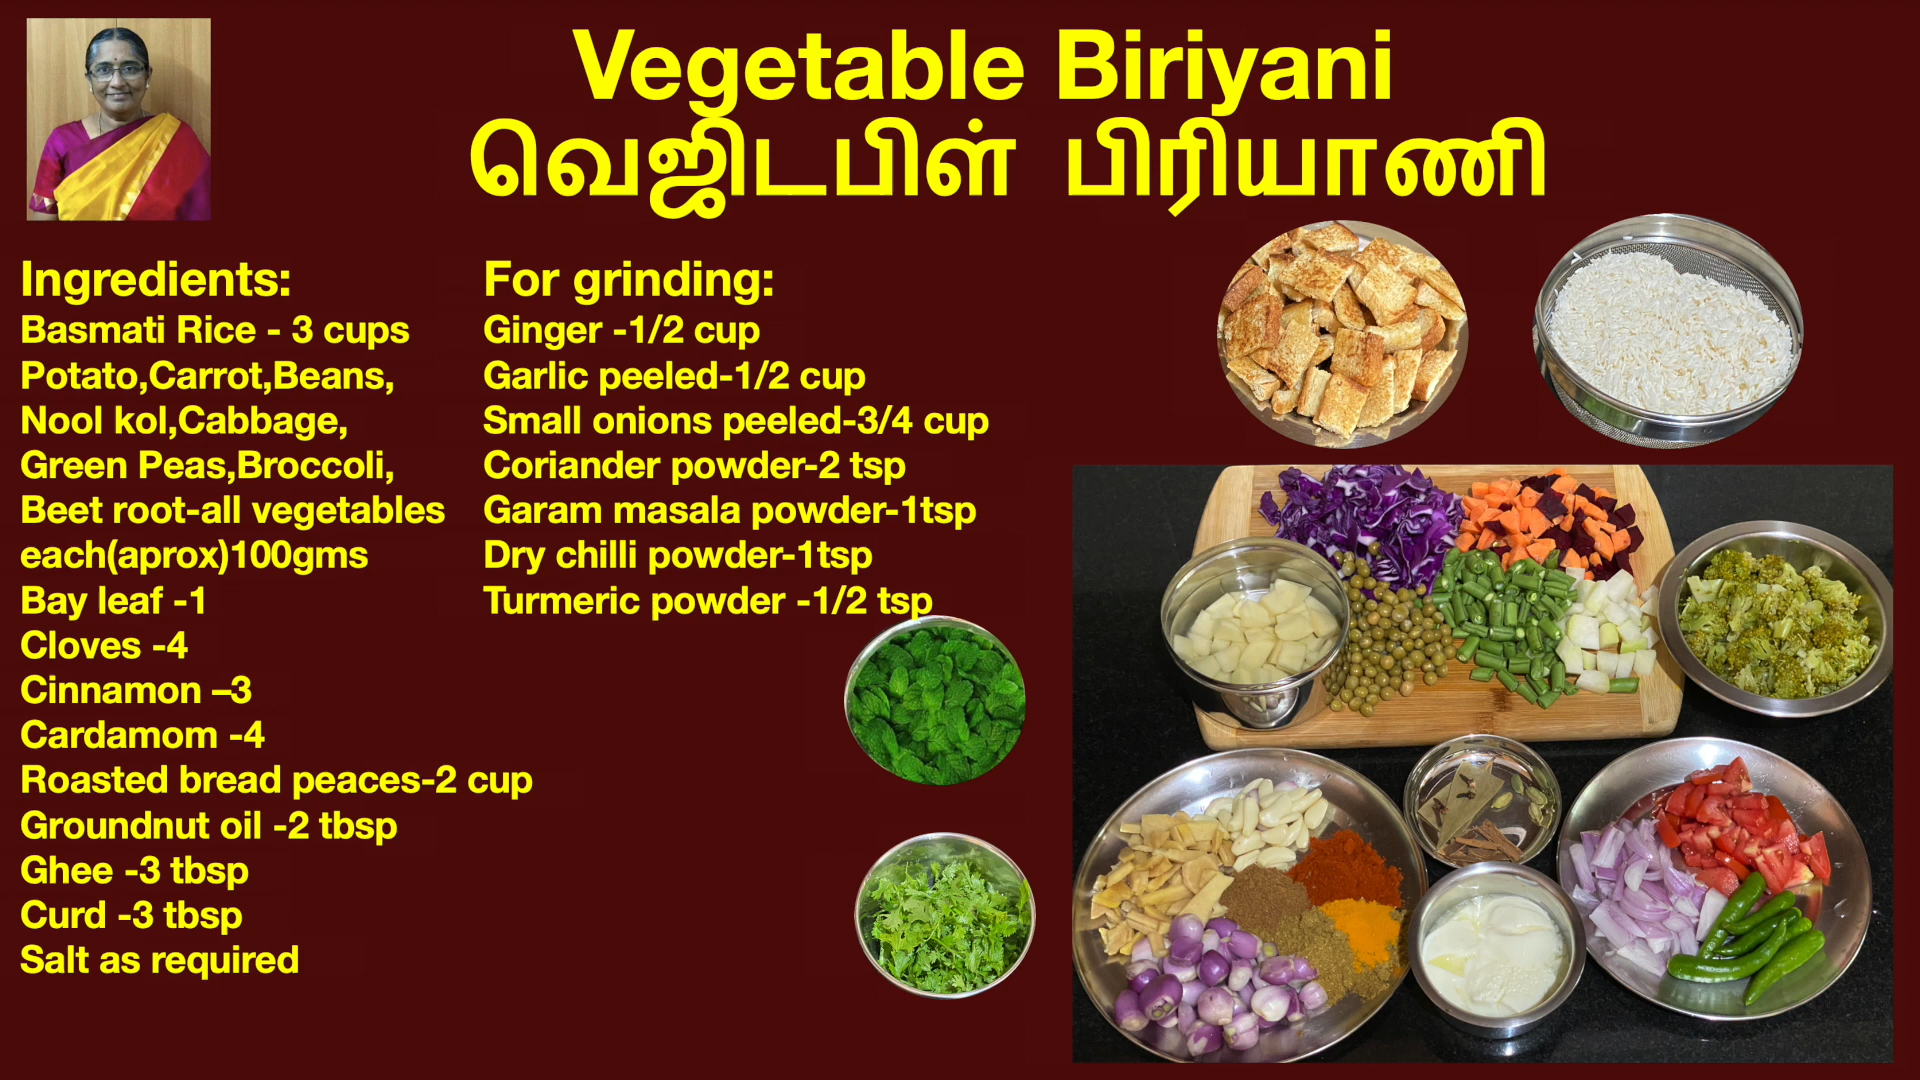 Vegetable Biriyani
வெஜிடபிள் பிரியாணி
Ingredients:
Basmati Rice - 3 cups
Potato,Carrot,Beans,
Nool kol,Cabbage,
Green Peas,Broccoli,
Beet root-all vegetables
each(aprox)100gms
Bay leaf -1
Cloves -4
Cinnamon –3
Cardamom -4
Roasted bread peaces-2 cup
Groundnut oil -2 tbsp
Ghee -3 tbsp
Curd -3 tbsp
Salt as required
For grinding:
Ginger -1/2 cup
Garlic peeled-1/2 cup
Small onions peeled-3/4 cup
Coriander powder-2 tsp
Garam masala powder-1tsp
Dry chilli powder-1tsp
Turmeric powder -1/2 tsp